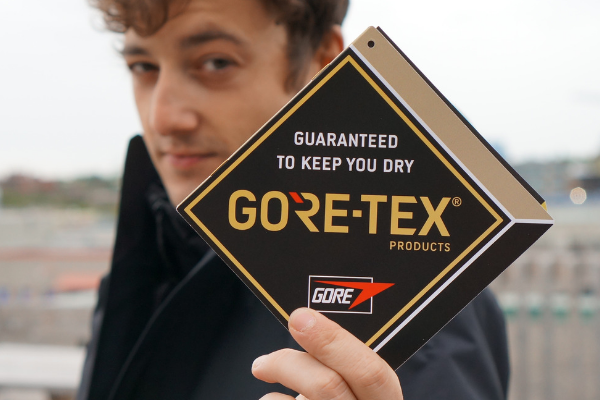 GUARANTEED
TO KEEP YOU DRY
GORE-TEX®
PRODUCTS
GORE